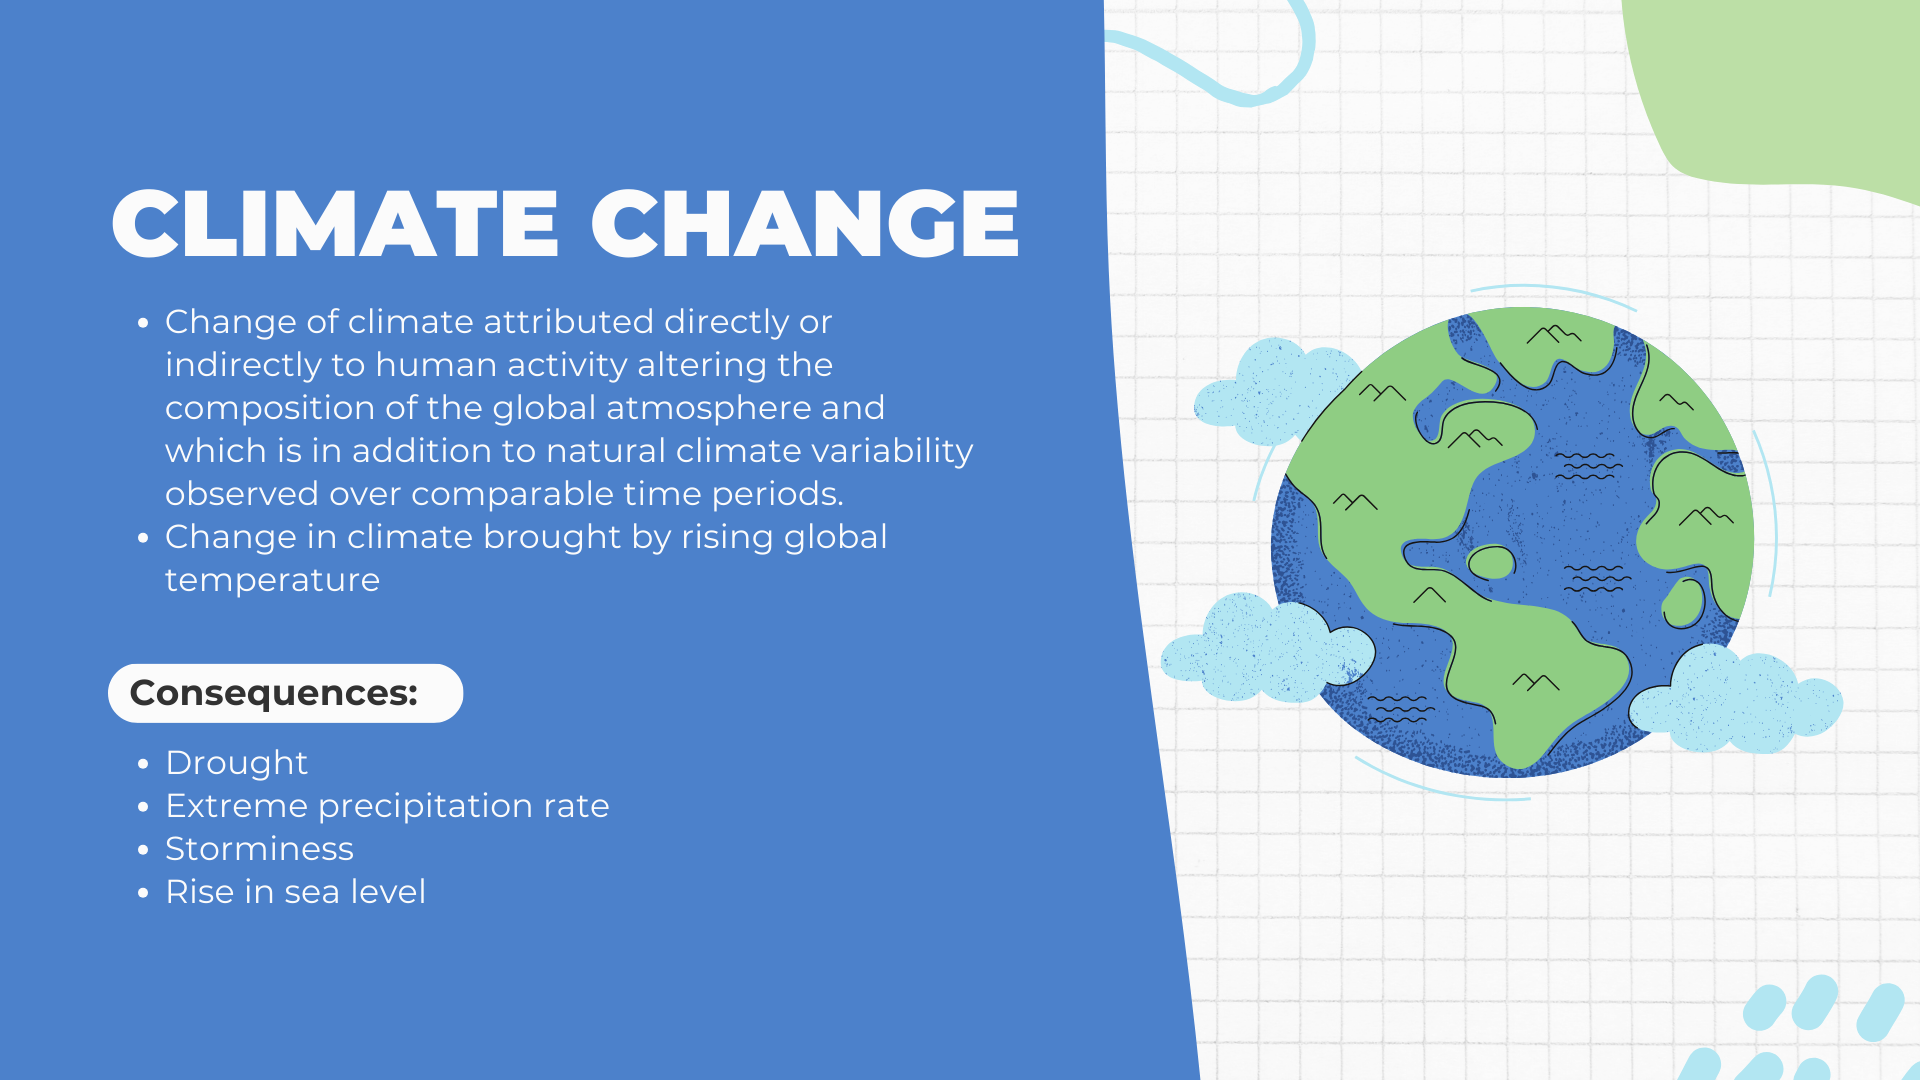 CLIMATE CHANGE
• Change of climate attributed directly or
indirectly to human activity altering the
composition of the global atmosphere and
which is in addition to natural climate variability
observed over comparable time periods.
• Change in climate brought by rising global
temperature
Consequences:
• Drought
• Extreme precipitation rate
• Storminess
• Rise in sea level